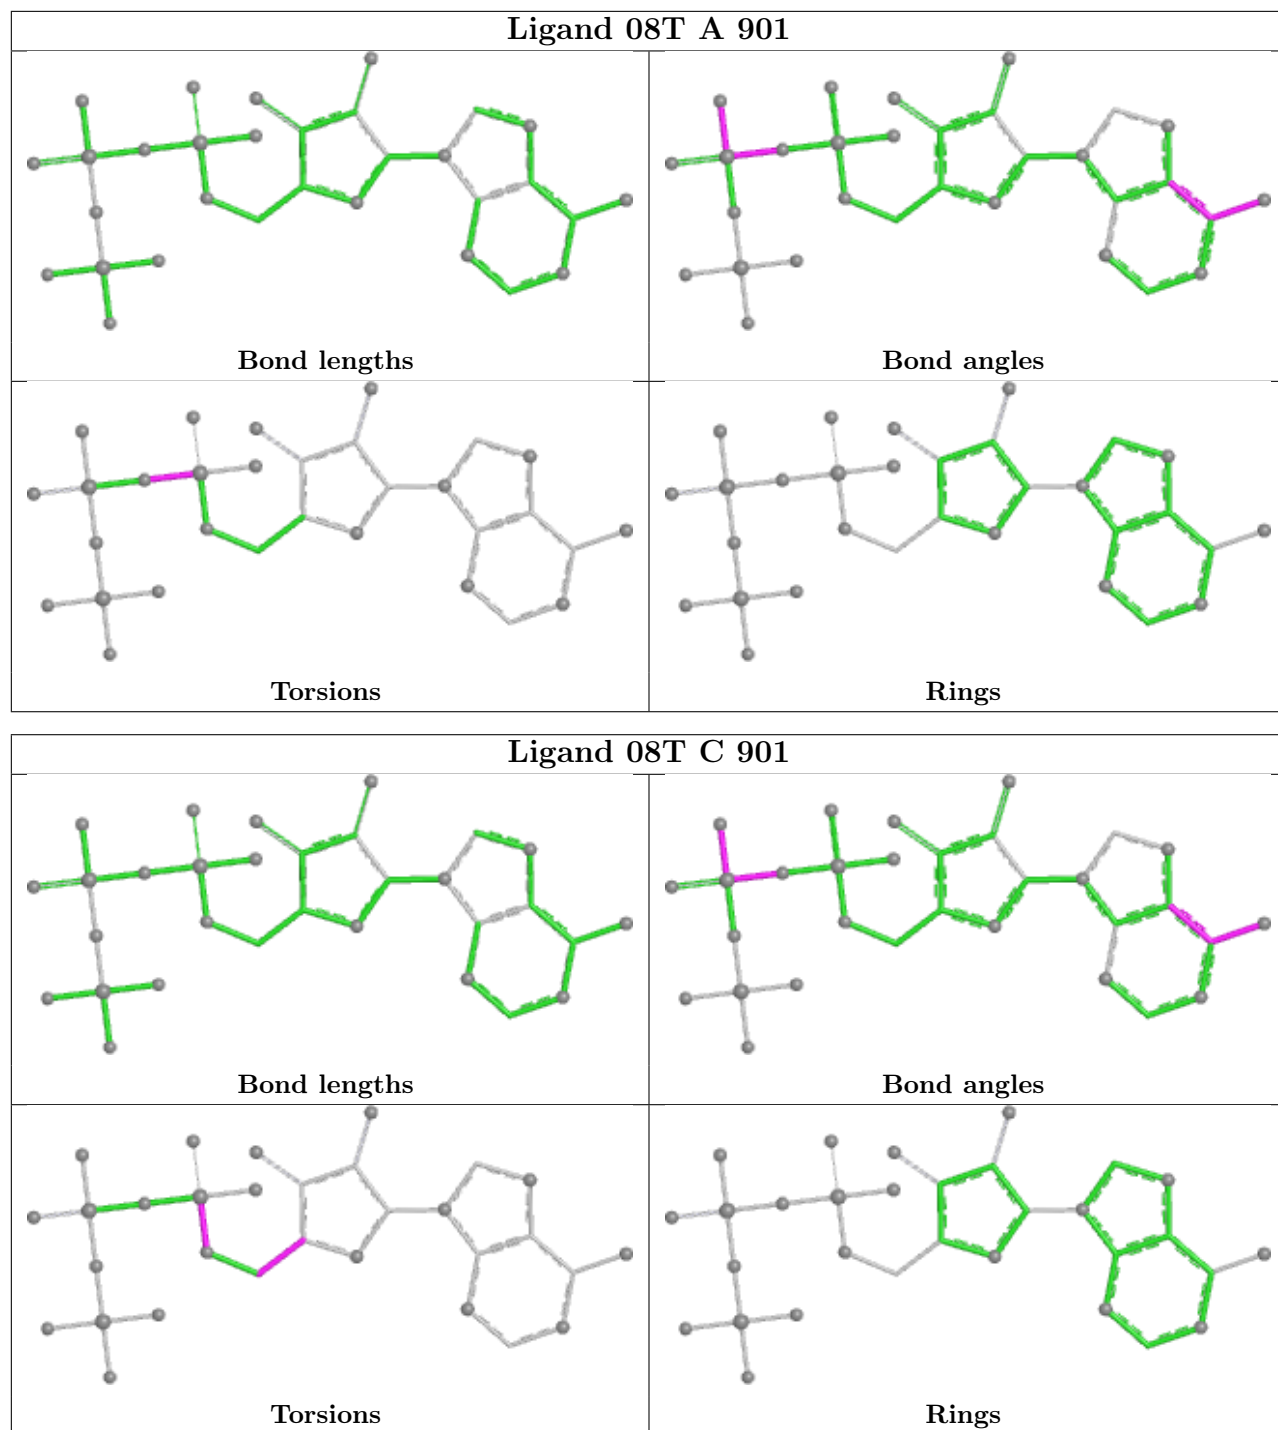 Ligand 08T A 901
Bond lengths
Bond angles
Torsions
Rings
Ligand 08T C 901
Bond lengths
Bond angles
Torsions
Rings